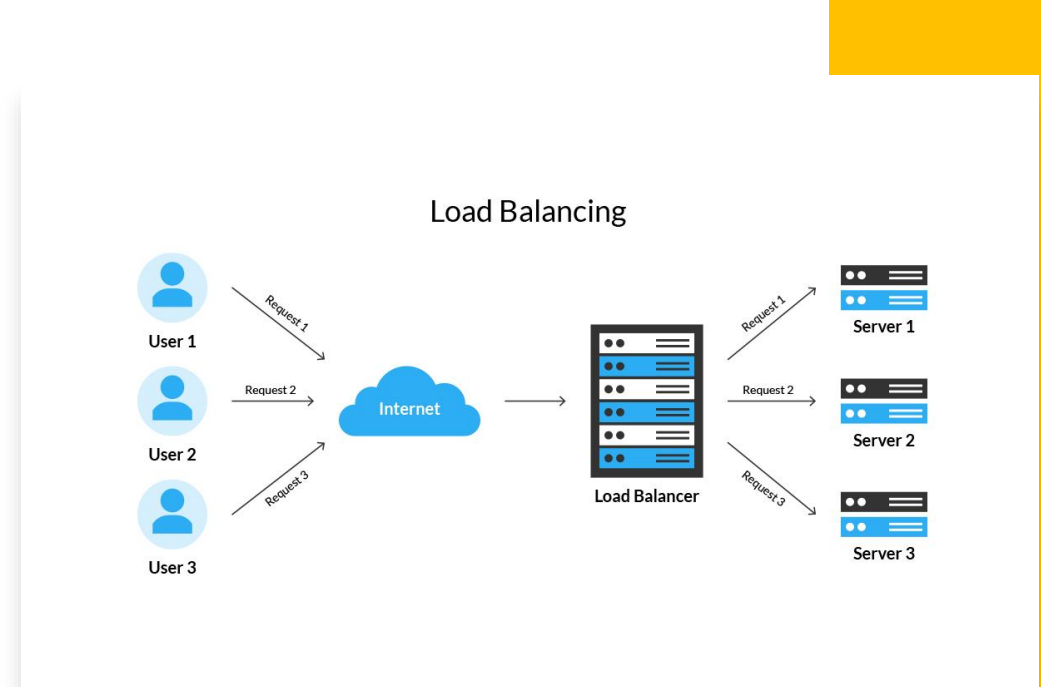 Load Balancing
Request 1
User 1
Request 2
User 2
Request 3
User 3
Internet
Load Balancer
Request 1
Server 1
Request 2
Server 2
Request 3
Server 3